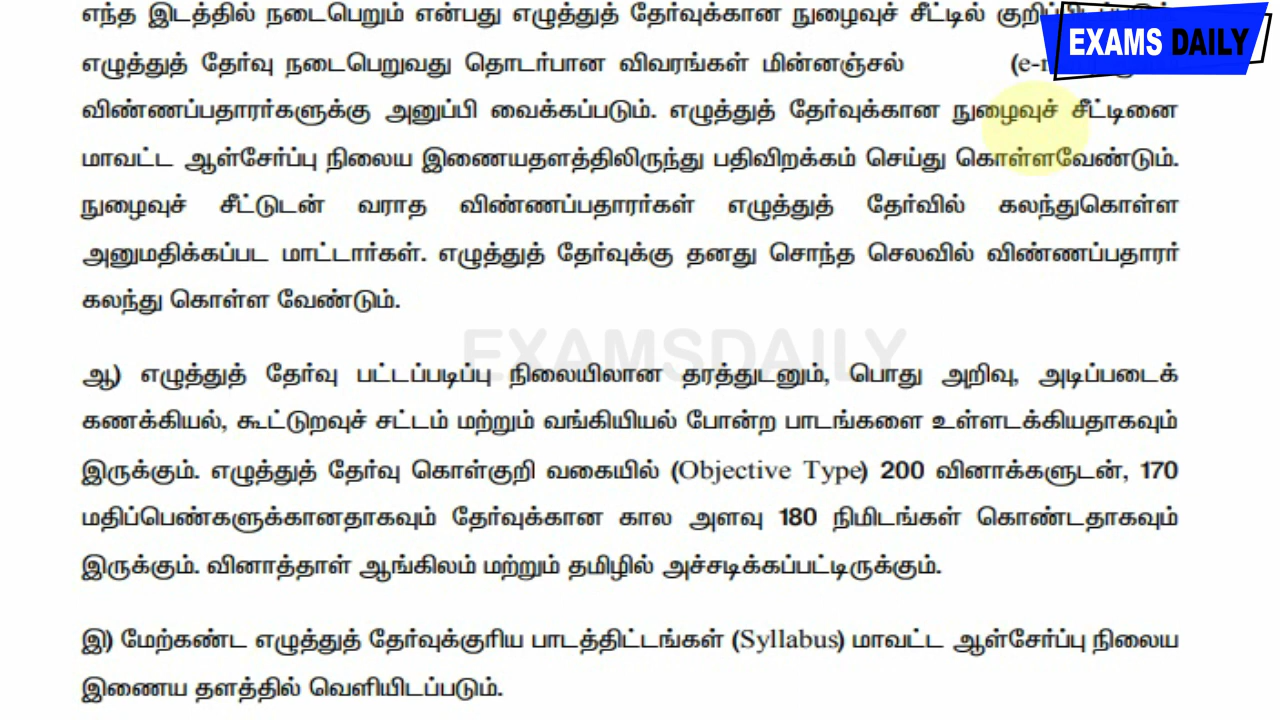 எந்த இடத்தில் நடைபெறும் என்பது எழுத்துத் தேர்வுக்கான நுழைவுச் சீட்டில்
EXAMS DAILY
எழுத்துத் தேர்வு நடைபெறுவது தொடர்பான விவரங்கள் மின்னஞ்சல்
விண்ணப்பதாரர்களுக்கு அனுப்பி வைக்கப்படும். எழுத்துத் தேர்வுக்கான நுழைவுச் சீட்டினை
மாவட்ட ஆள்சேர்ப்பு நிலைய இணையதளத்திலிருந்து பதிவிறக்கம் செய்து கொள்ளவேண்டும்.
நுழைவுச் சீட்டுடன் வராத விண்ணப்பதாரர்கள் எழுத்துத் தேர்வில் கலந்துகொள்ள
அனுமதிக்கப்பட மாட்டார்கள். எழுத்துத் தேர்வுக்கு தனது சொந்த செலவில் விண்ணப்பதாரர்
கலந்து கொள்ள வேண்டும்.
EXAMSDAILY
ஆ) எழுத்துத் தேர்வு பட்டப்படிப்பு நிலையிலான தரத்துடனும், பொது அறிவு, அடிப்படைக்
கணக்கியல், கூட்டுறவுச் சட்டம் மற்றும் வங்கியியல் போன்ற பாடங்களை உள்ளடக்கியதாகவும்
இருக்கும். எழுத்துத் தேர்வு கொள்குறி வகையில் (Objective Type) 200 வினாக்களுடன், 170
மதிப்பெண்களுக்கானதாகவும் தேர்வுக்கான கால அளவு 180 நிமிடங்கள் கொண்டதாகவும்
இருக்கும். வினாத்தாள் ஆங்கிலம் மற்றும் தமிழில் அச்சடிக்கப்பட்டிருக்கும்.
இ) மேற்கண்ட எழுத்துத் தேர்வுக்குரிய பாடத்திட்டங்கள் (Syllabus) மாவட்ட ஆள்சேர்ப்பு நிலைய
இணைய தளத்தில் வெளியிடப்படும்.